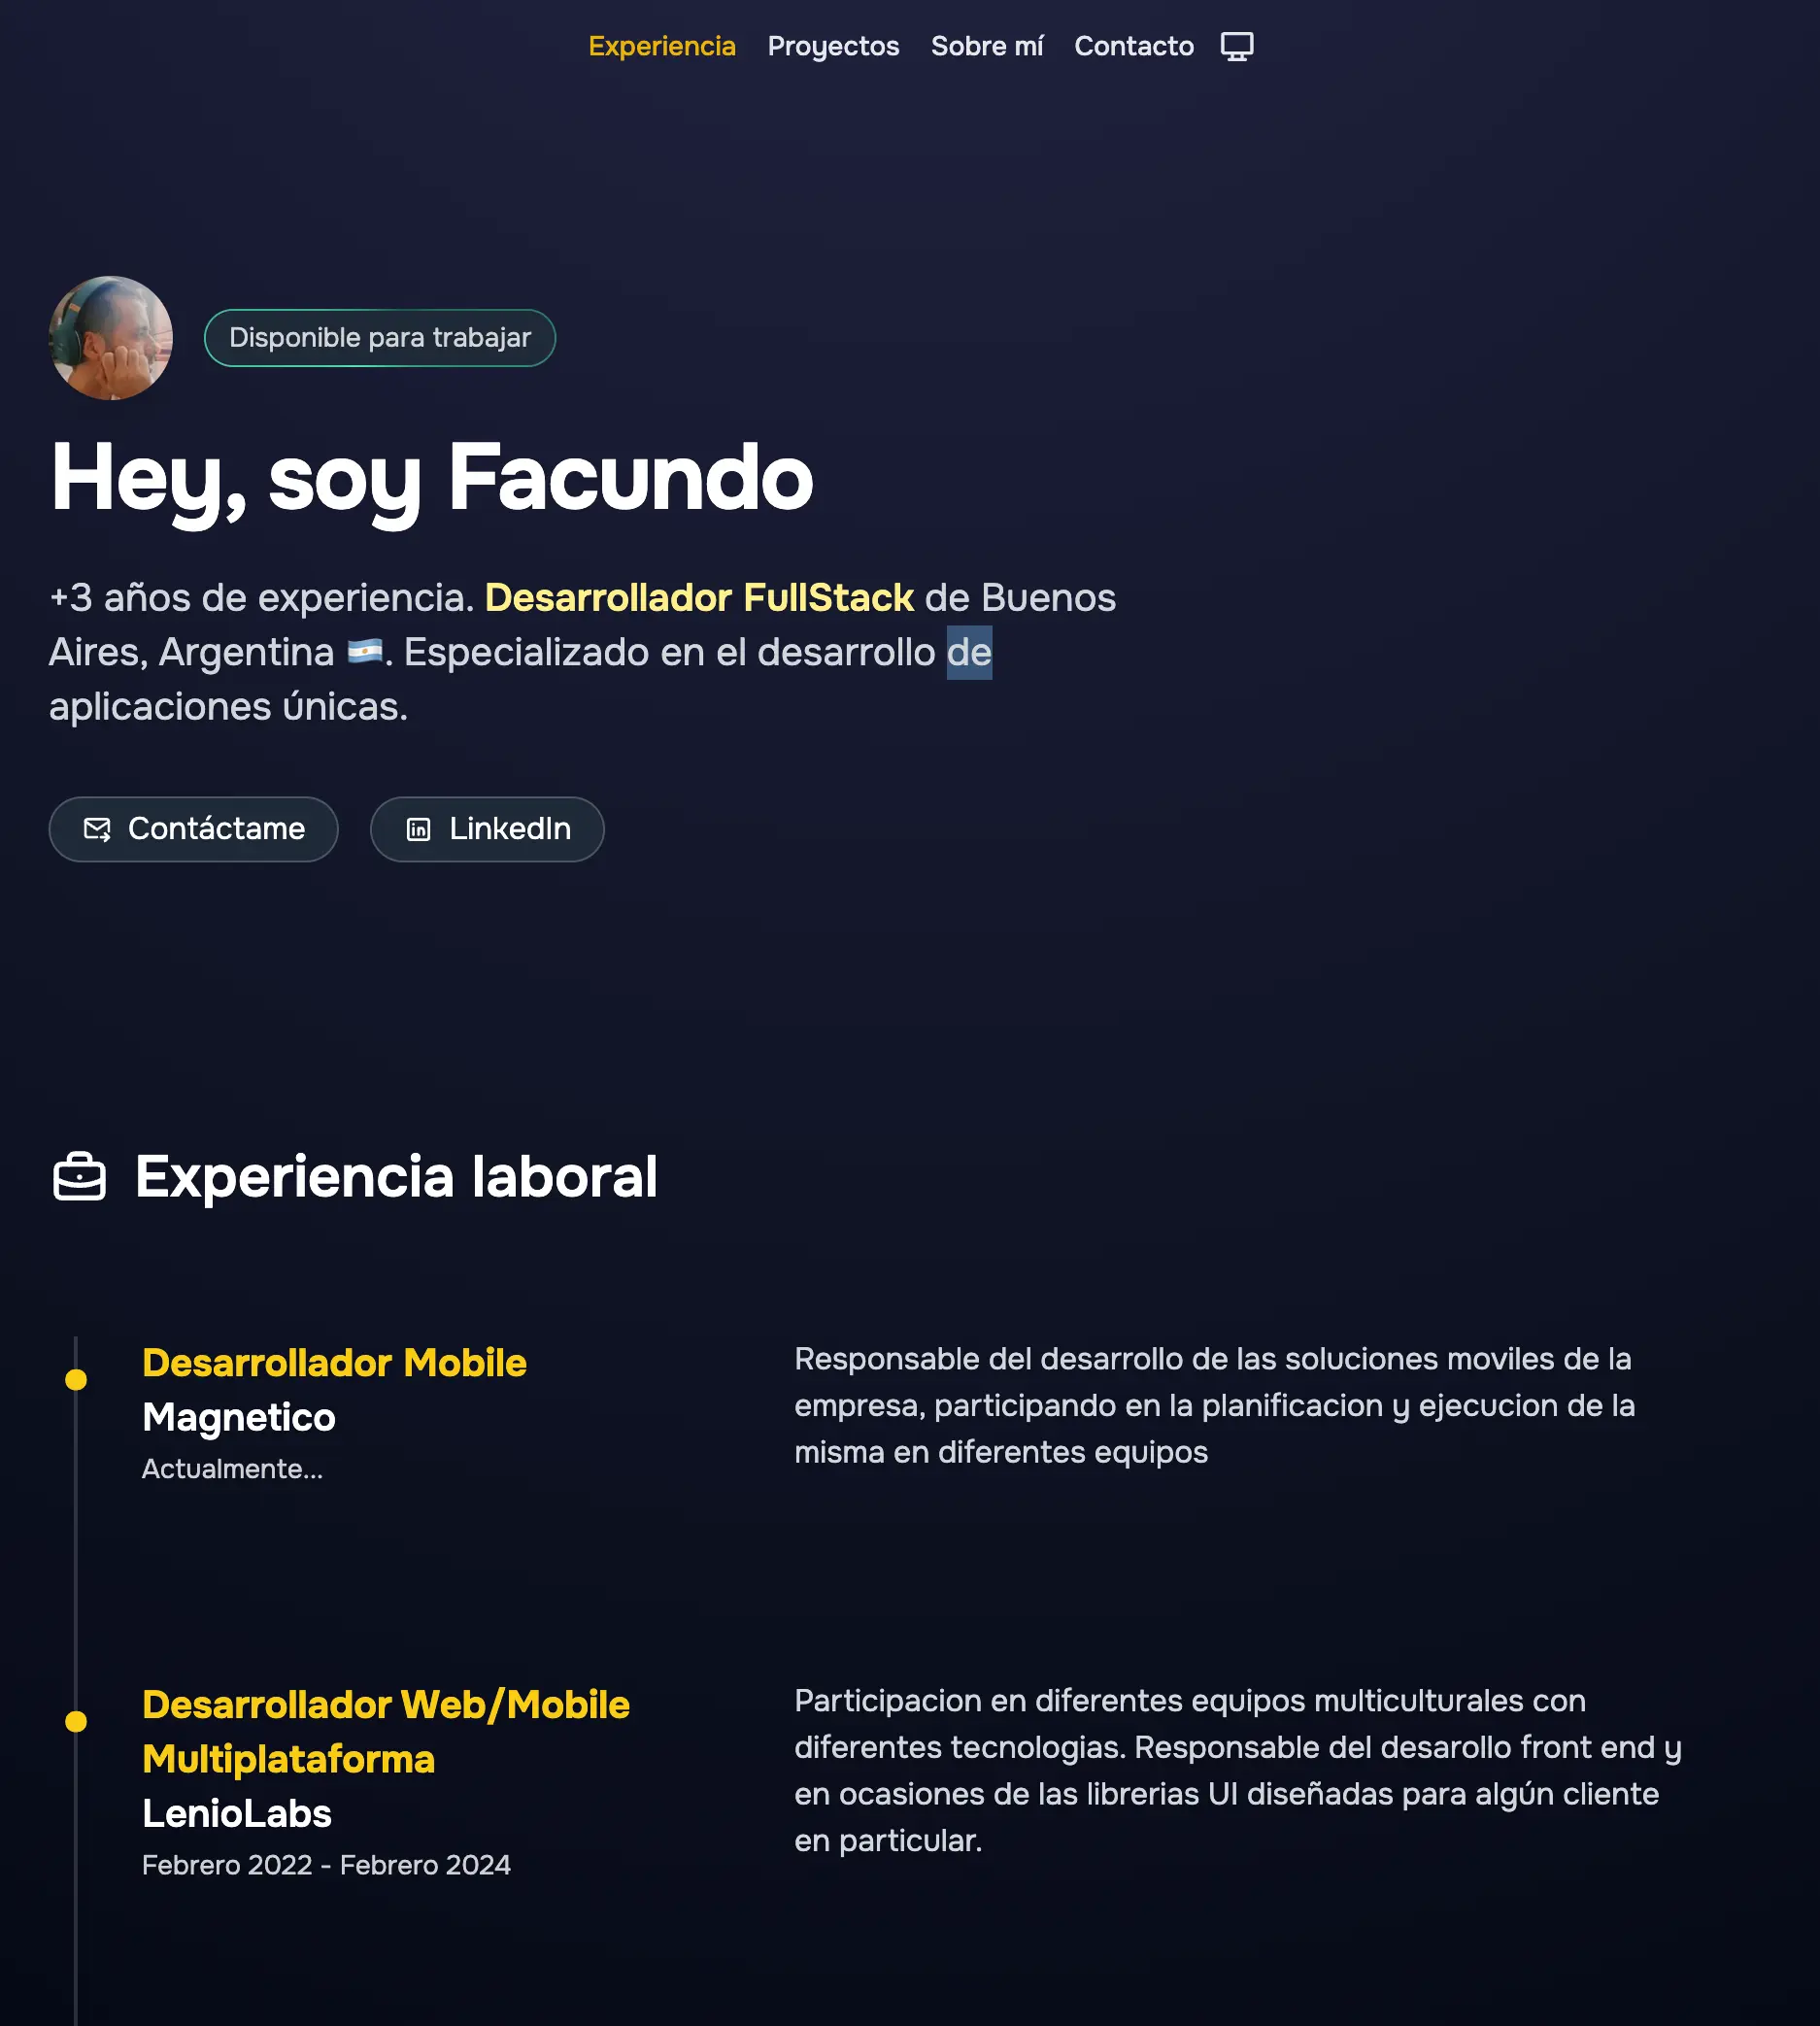 Experiencia Proyectos Sobre mí Contacto
Disponible para trabajar
Hey, soy Facundo
+3 años de experiencia. Desarrollador FullStack de Buenos
Aires, Argentina 🇦🇷. Especializado en el desarrollo de
aplicaciones únicas.
Contáctame
LinkedIn
Experiencia laboral
Desarrollador Mobile
Magnetico
Actualmente...
Responsable del desarrollo de las soluciones moviles de la
empresa, participando en la planificacion y ejecucion de la
misma en diferentes equipos
Desarrollador Web/Mobile
Multiplataforma
LenioLabs
Febrero 2022 - Febrero 2024
Participacion en diferentes equipos multiculturales con
diferentes tecnologias. Responsable del desarollo front end y
en ocasiones de las librerias UI diseñadas para algún cliente
en particular.